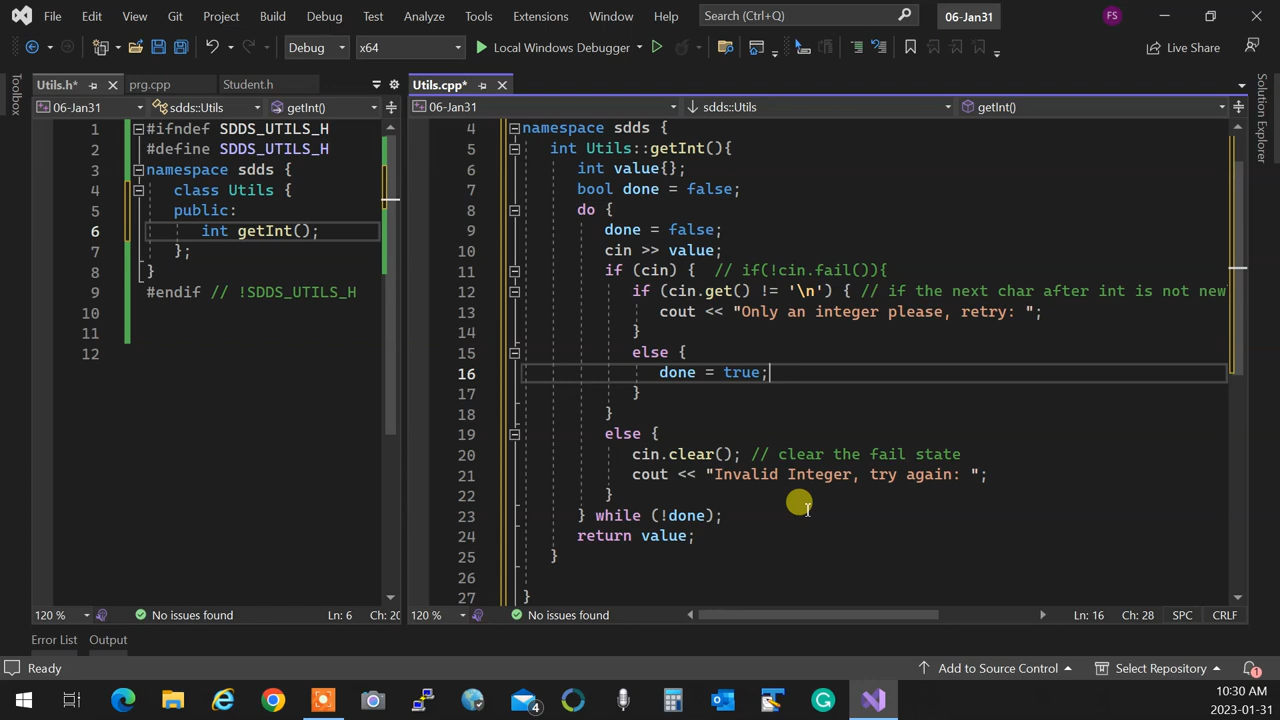 File Edit View Git Project Build Debug Test Analyze Tools Extensions Window Help Search (Ctrl+Q) 06-Jan31 FS
Debug x64 Local Windows Debugger Live Share
Utils.h* prg.cpp Student.h Utils.cpp*
06-Jan31 sdds::Utils getInt() 06-Jan31 sdds::Utils getInt()
Toolbox
Solution Explorer
1 #ifndef SDDS_UTILS_H
2 #define SDDS_UTILS_H
3 namespace sdds {
4 class Utils {
5 public:
6 int getInt();
7 };
8 }
9 #endif // !SDDS_UTILS_H
10
11
12
4 namespace sdds {
5 int Utils::getInt(){
6 int value{};
7 bool done = false;
8 do {
9 done = false;
10 cin >> value;
11 if (cin) { // if(!cin.fail()){
12 if (cin.get() != '\n') { // if the next char after int is not new
13 cout << "Only an integer please, retry: ";
14 }
15 else {
16 done = true;
17 }
18 }
19 else {
20 cin.clear(); // clear the fail state
21 cout << "Invalid Integer, try again: ";
22 }
23 } while (!done);
24 return value;
25 }
26
27 }
120 % No issues found Ln: 6 Ch: 20 120 % No issues found Ln: 16 Ch: 28 SPC CRLF
Error List Output
Ready Add to Source Control Select Repository 1
4
10:30 AM
2023-01-31